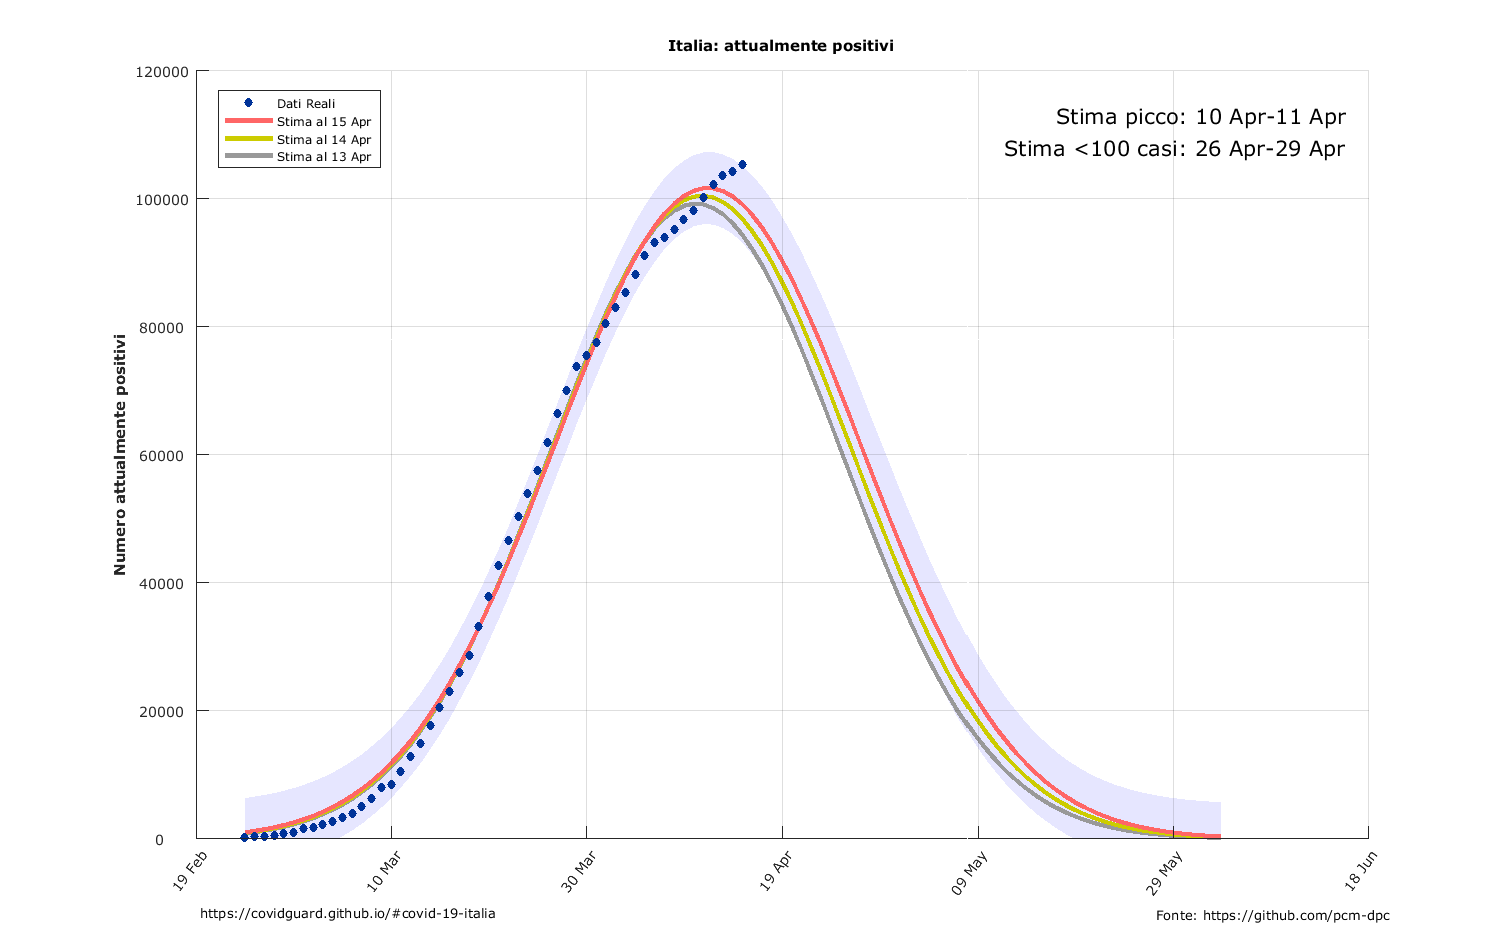 Italia: attualmente positivi
120000
100000
80000
60000
40000
20000
0
Numero attualmente positivi
Dati Reali
Stima al 15 Apr
Stima al 14 Apr
Stima al 13 Apr
Stima picco: 10 Apr-11 Apr
Stima <100 casi: 26 Apr-29 Apr
19 Feb
10 Mar
30 Mar
19 Apr
09 May
29 May
18 Jun
https://covidguard.github.io/#covid-19-italia
Fonte: https://github.com/pcm-dpc